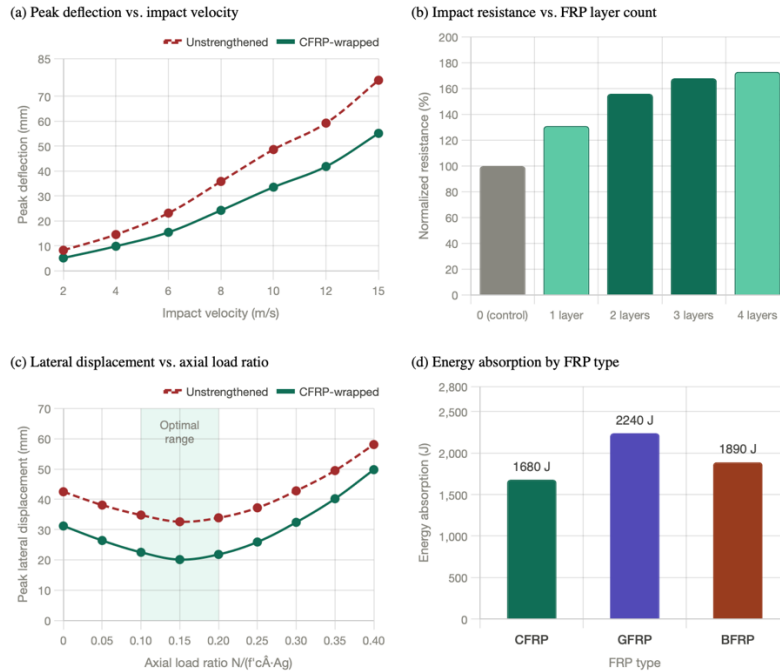 (a) Peak deflection vs. impact velocity
Unstrengthened
CFRP-wrapped
Peak deflection (mm)
85
70
60
50
40
30
20
10
0
2 4 6 8 10 12 15
Impact velocity (m/s)
(b) Impact resistance vs. FRP layer count
Normalized resistance (%)
200
180
160
140
120
100
80
60
40
20
0
0 (control) 1 layer 2 layers 3 layers 4 layers
(c) Lateral displacement vs. axial load ratio
Unstrengthened
CFRP-wrapped
Peak lateral displacement (mm)
70
60
50
40
30
20
10
0
Optimal
range
0 0.05 0.10 0.15 0.20 0.25 0.30 0.35 0.40
Axial load ratio N/(f'cÂ·Ag)
(d) Energy absorption by FRP type
Energy absorption (J)
2,800
2,500
2,000
1,500
1,000
500
0
1680 J
2240 J
1890 J
CFRP GFRP BFRP
FRP type